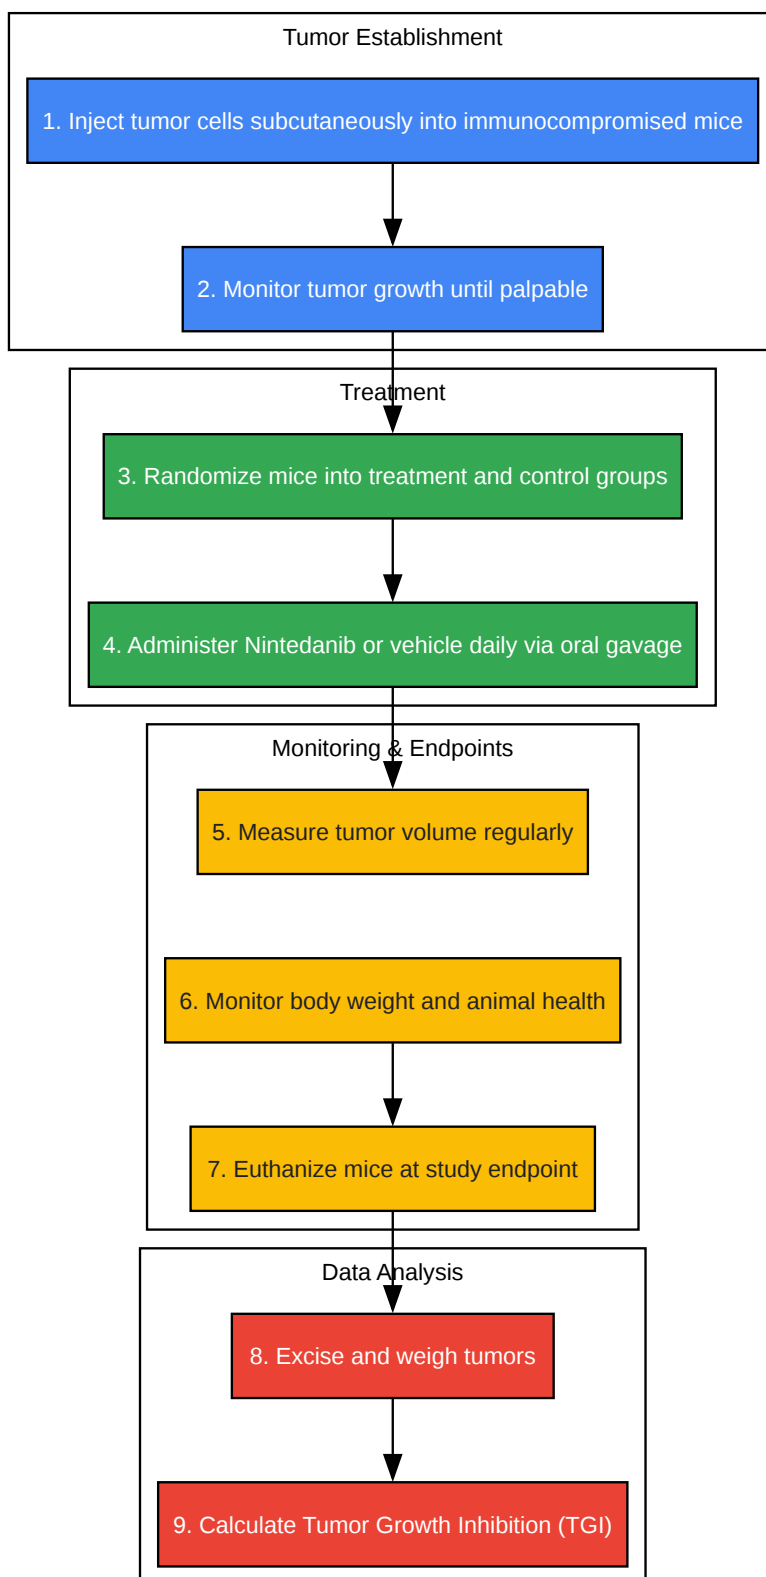 Tumor Establishment
1. Inject tumor cells subcutaneously into immunocompromised mice
2. Monitor tumor growth until palpable
Treatment
3. Randomize mice into treatment and control groups
4. Administer Nintedanib or vehicle daily via oral gavage
Monitoring & Endpoints
5. Measure tumor volume regularly
6. Monitor body weight and animal health
7. Euthanize mice at study endpoint
Data Analysis
8. Excise and weigh tumors
9. Calculate Tumor Growth Inhibition (TGI)